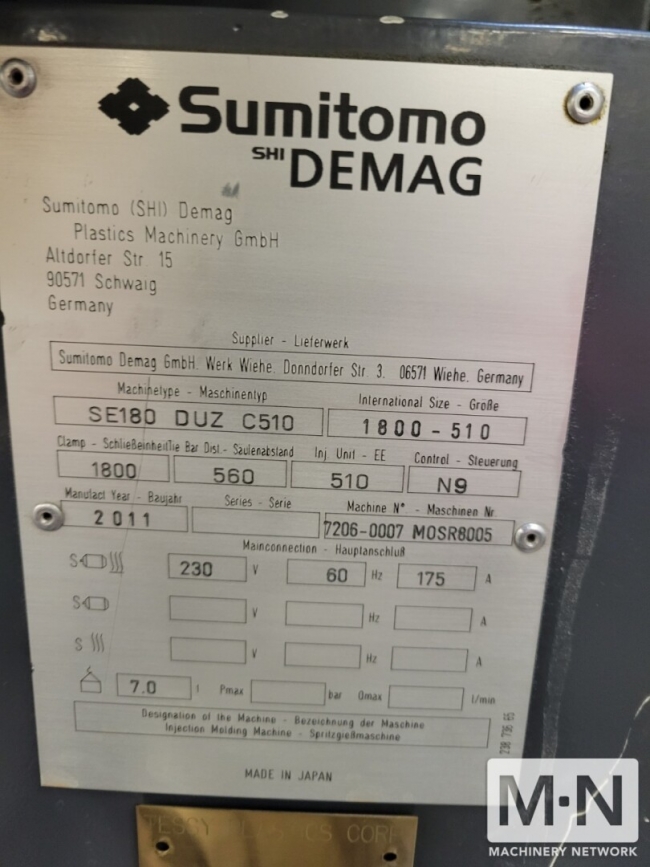 Sumitomo
SHI DEMAG
Sumitomo (SHI) Demag
Plastics Machinery GmbH
Altdorfer Str. 15
90571 Schwaig
Germany
Supplier - Lieferwerk
Sumitomo Demag GmbH. Werk Wiehe. Donndorfer Str 3. 06571 Wiehe. Germany
Machinetype - Maschinentyp International Size - Größe
SE180 DUZ C510 1800 - 510
Clamp - Schließeinheit Tie Bar Dist.- Säulenabstand Inj Unit - EE Control - Steuerung
1800 560 510 N9
Manufact Year - Baujahr Series - Serie Machine N° - Maschinen Nr.
2011 7206-0007 MOSR8005
Mainconnection - Hauptanschluß
S 230 V 60 Hz 175 A
S V Hz A
S V Hz A
7.0 l Pmax bar Qmax l/min
Designation of the Machine - Bezeichnung der Maschine
Injection Molding Machine - Spritzgießmaschine
MADE IN JAPAN
CORP
M·N
MACHINERY NETWORK